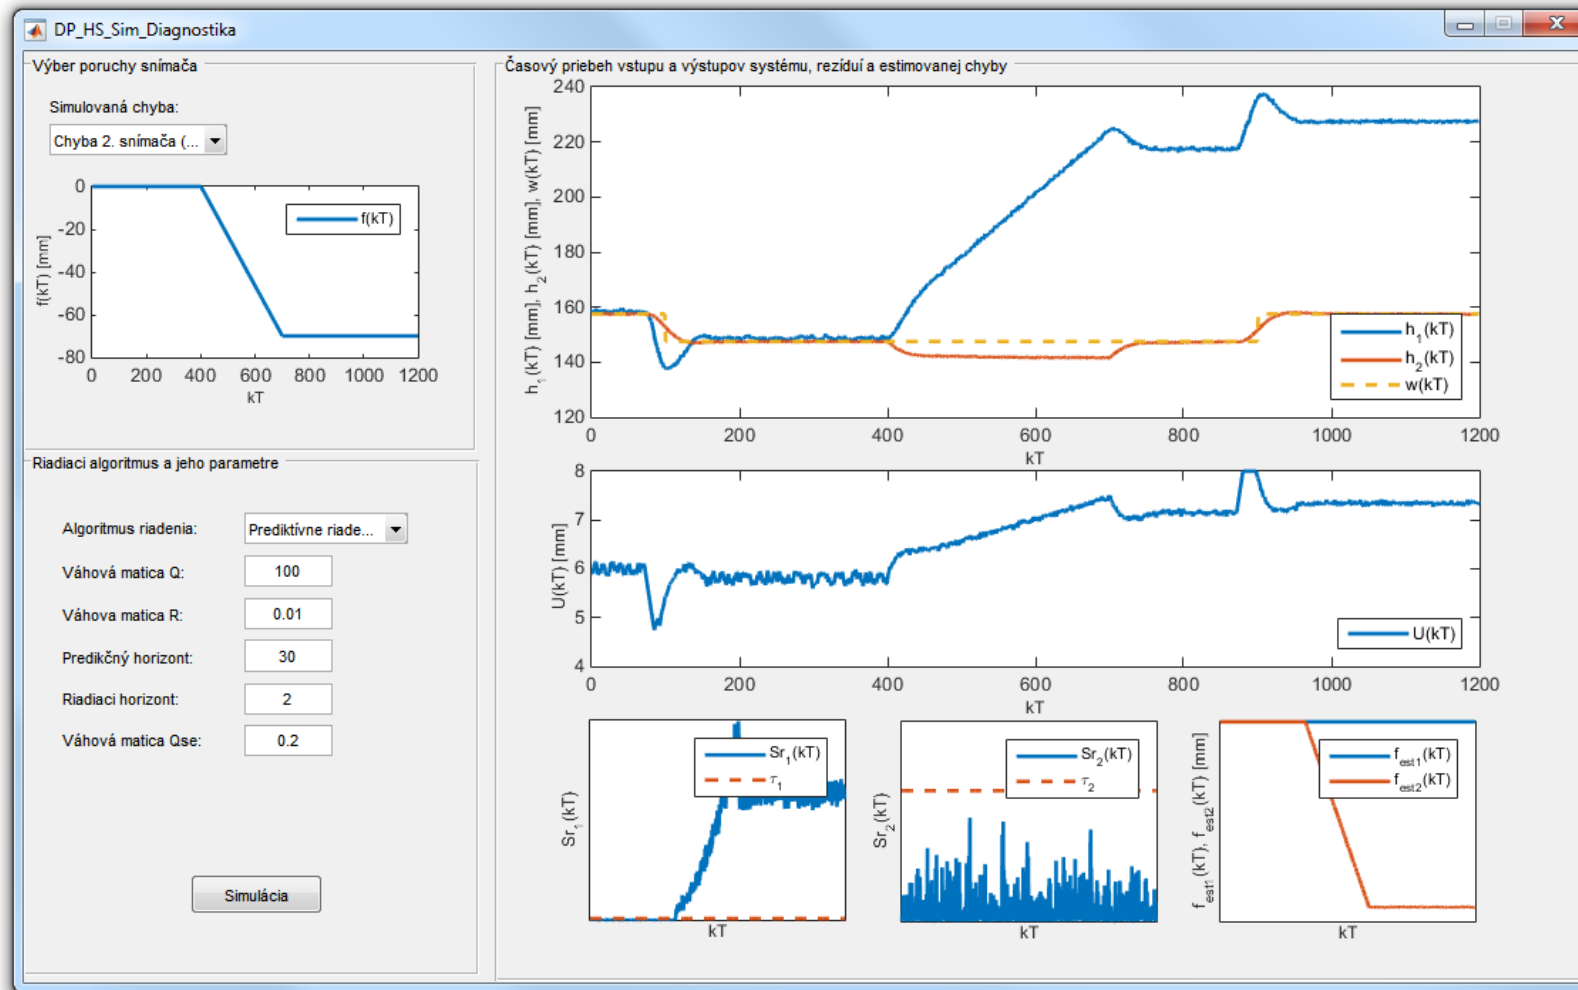 DP_HS_Sim_Diagnostika
Výber poruchy snímača
Simulovaná chyba:
Chyba 2. snímača (...
f(kT) [mm]
0
-20
-40
-60
-80
f(kT)
0 200 400 600 800 1000 1200
kT
Riadiaci algoritmus a jeho parametre
Algoritmus riadenia: Prediktívne riade...
Váhová matica Q: 100
Váhova matica R: 0.01
Predikčný horizont: 30
Riadiaci horizont: 2
Váhová matica Qse: 0.2
Simulácia
Časový priebeh vstupu a výstupov systému, rezíduí a estimovanej chyby
h1(kT) [mm], h2(kT) [mm], w(kT) [mm]
240
220
200
180
160
140
120
h1(kT)
h2(kT)
w(kT)
0 200 400 600 800 1000 1200
kT
U(kT) [mm]
8
7
6
5
4
U(kT)
0 200 400 600 800 1000 1200
kT
Sr1(kT)
Sr1(kT)
τ1
kT
Sr2(kT)
Sr2(kT)
τ2
kT
fest1(kT), fest2(kT) [mm]
fest1(kT)
fest2(kT)
kT